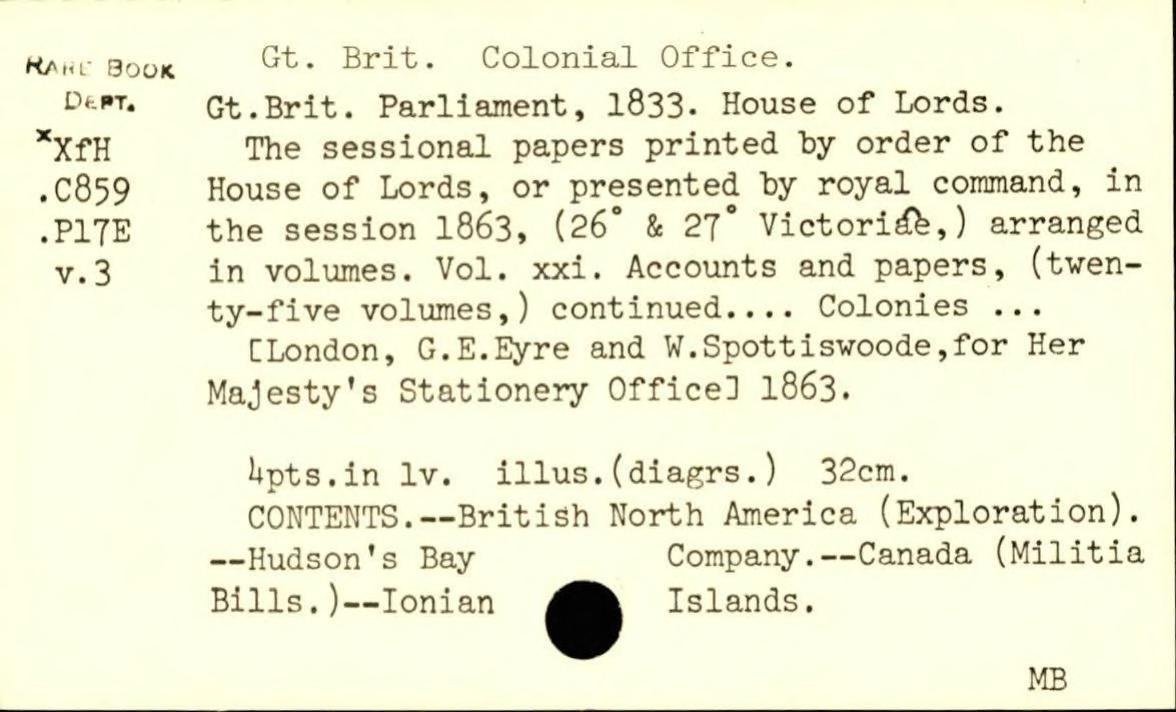 Gt. Brit. Colonial Office.
RARE BOOK
DEPT.
Gt.Brit. Parliament, 1833. House of Lords.
xXfH
The sessional papers printed by order of the
.C859
House of Lords, or presented by royal command, in
.P17E
the session 1863, (26° & 27° Victoriae,) arranged
v.3
in volumes. Vol. xxi. Accounts and papers, (twen-
ty-five volumes,) continued.... Colonies ...
[London, G.E.Eyre and W.Spottiswoode,for Her
Majesty's Stationery Office] 1863.
4pts.in lv. illus.(diagrs.) 32cm.
CONTENTS.--British North America (Exploration).
--Hudson's Bay Company.--Canada (Militia
Bills.)--Ionian Islands.
MB